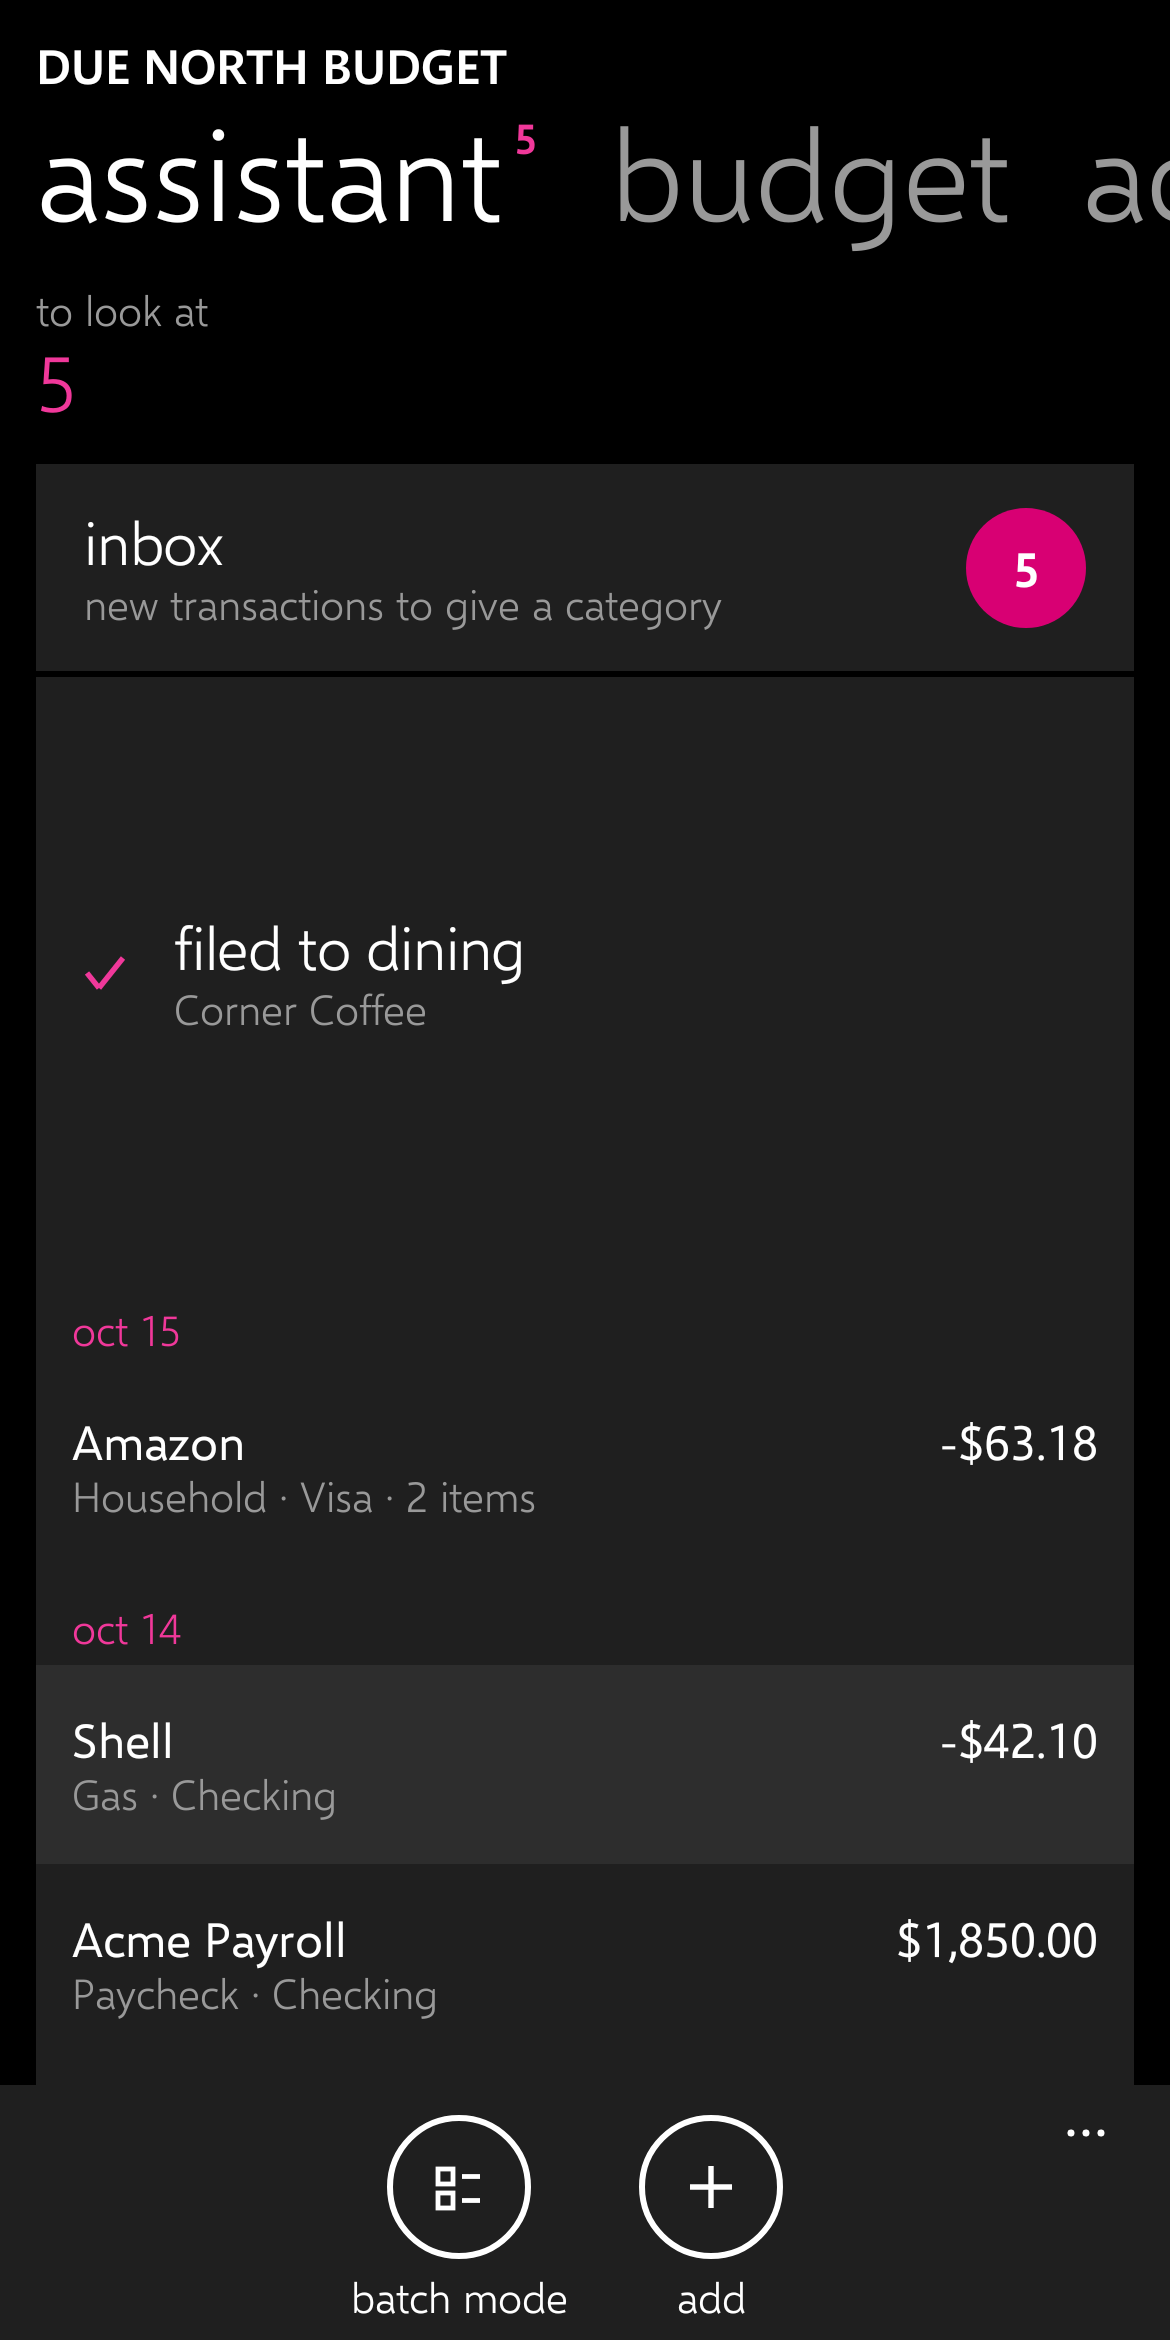 DUE NORTH BUDGET
assistant 5 budget ac
to look at
5
inbox
new transactions to give a category
5
filed to dining
Corner Coffee
oct 15
Amazon -$63.18
Household · Visa · 2 items
oct 14
Shell -$42.10
Gas · Checking
Acme Payroll $1,850.00
Paycheck · Checking
batch mode add